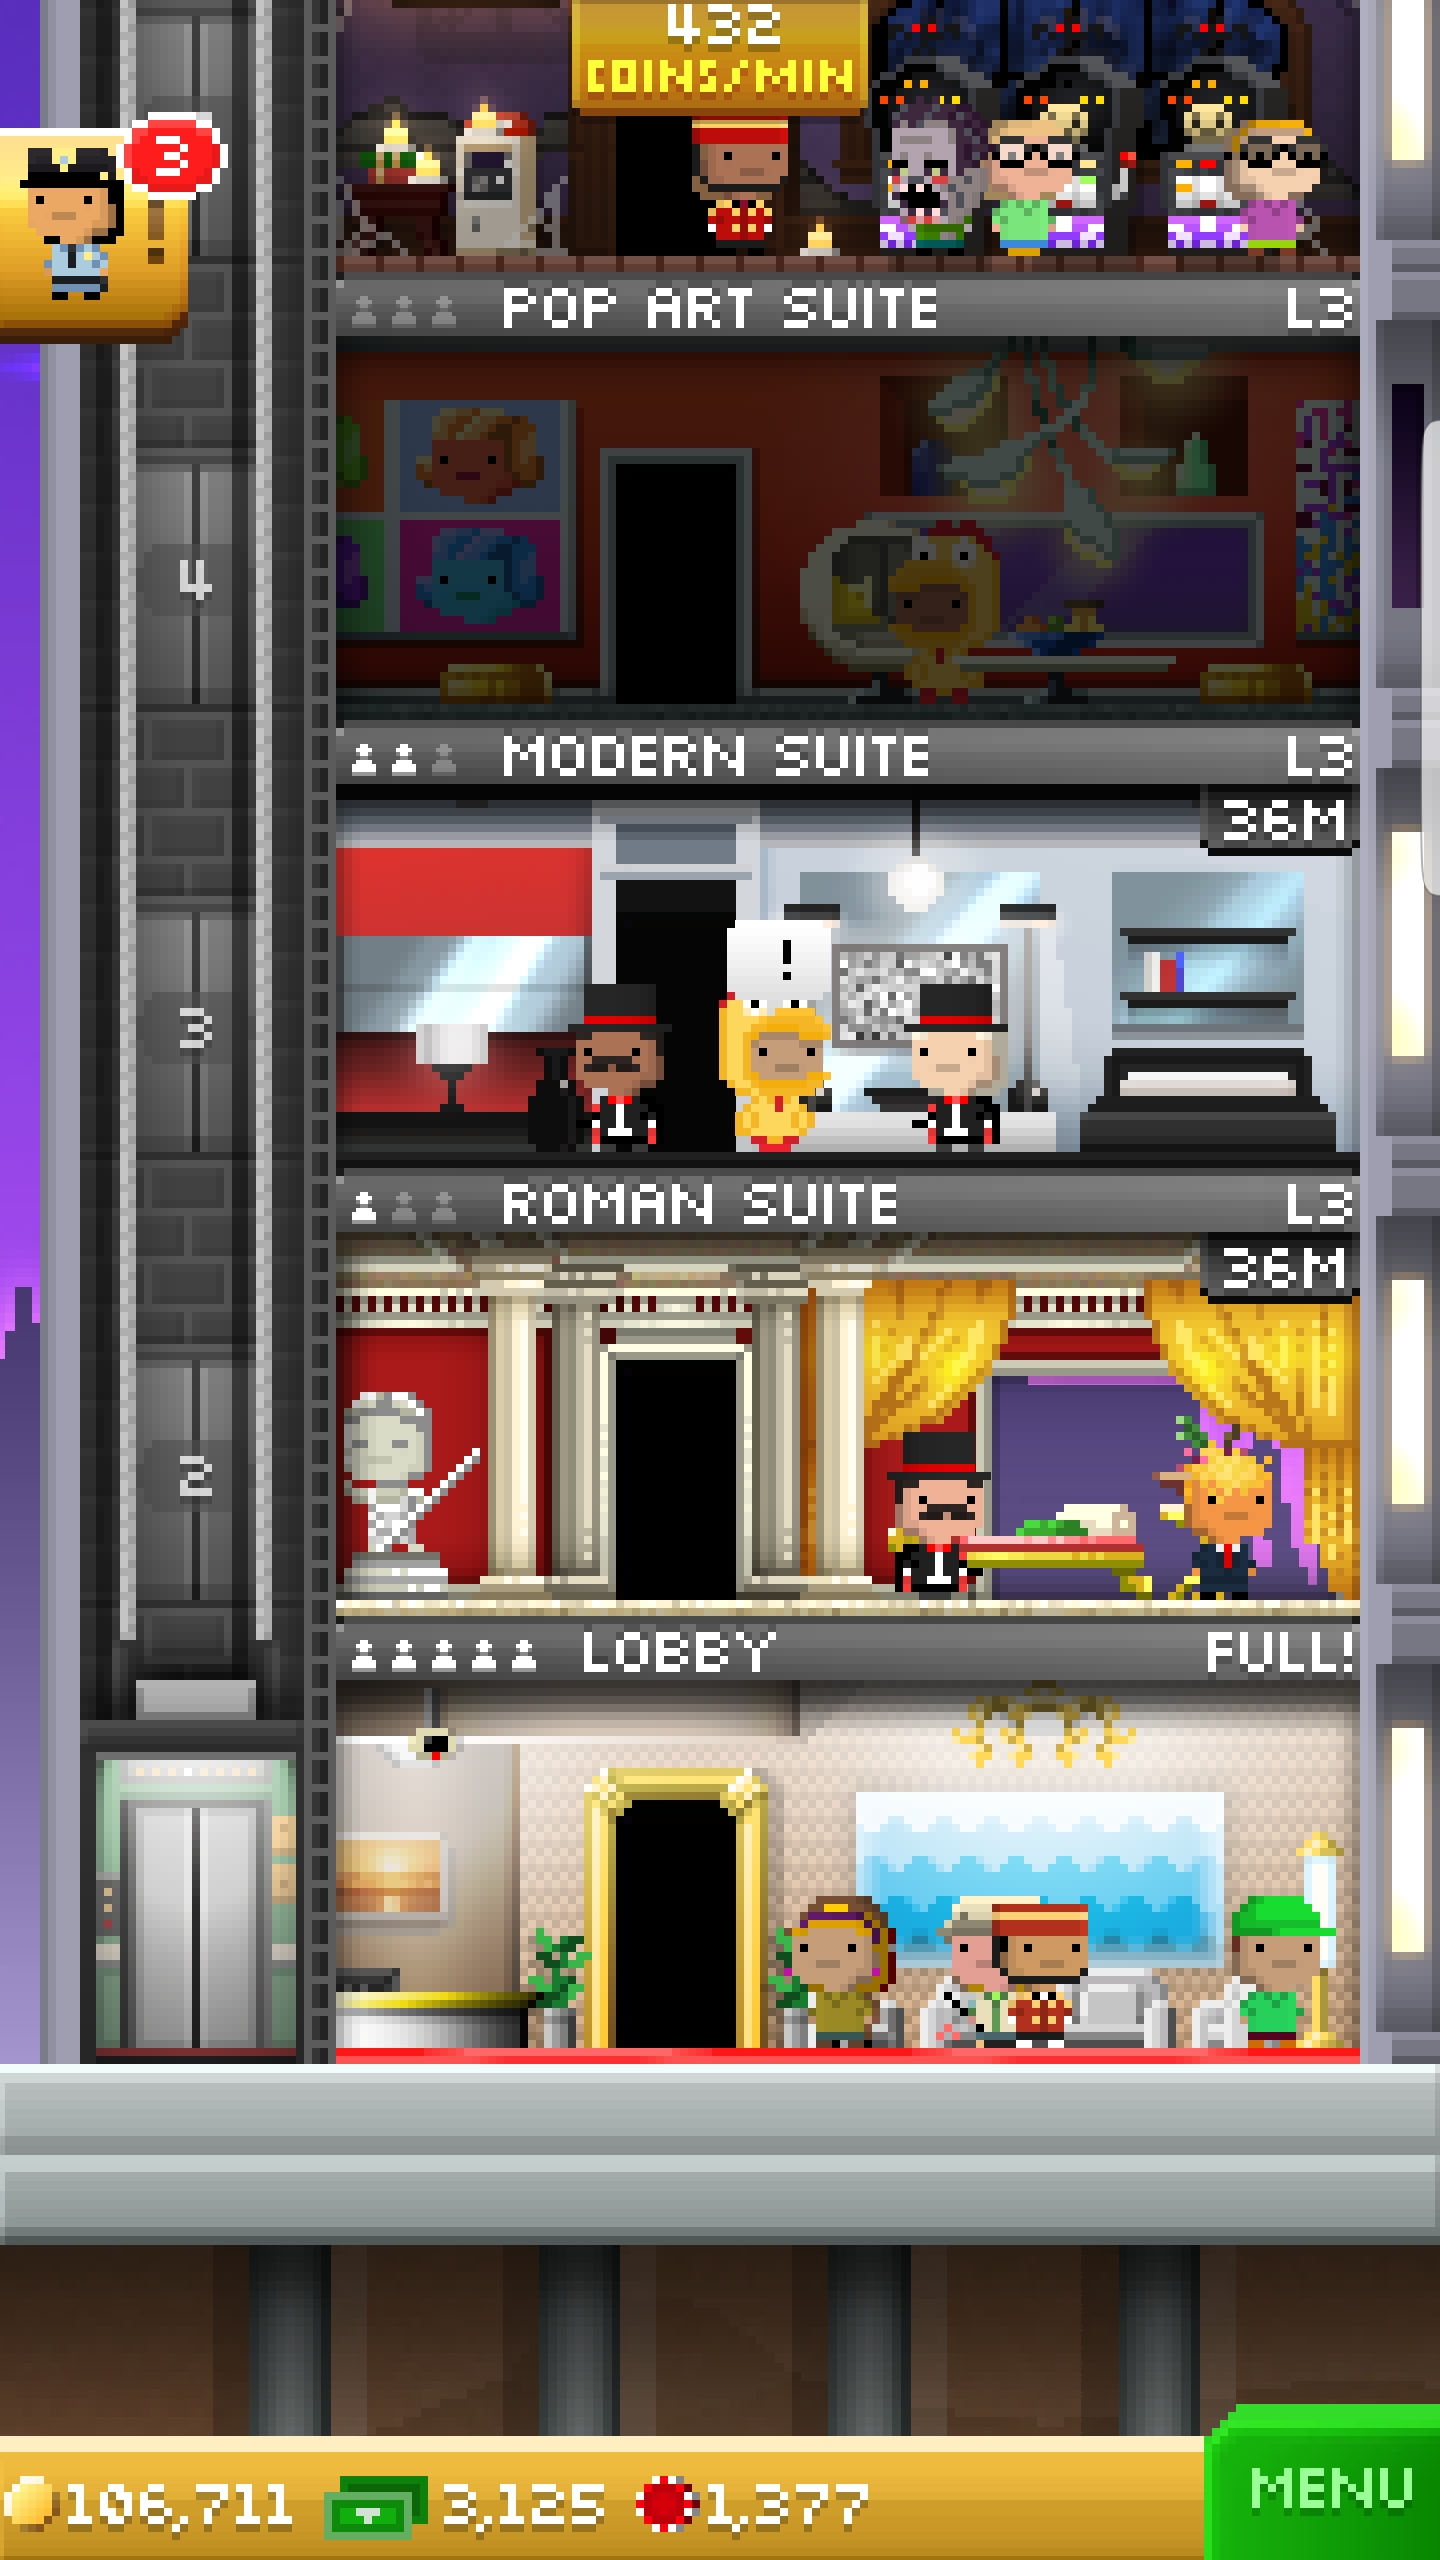 432
COINS/MIN
3
!
POP ART SUITE L3
4
MODERN SUITE L3
36M
!
3
ROMAN SUITE L3
36M
2
LOBBY FULL!
106,711 3,125 1,377
MENU